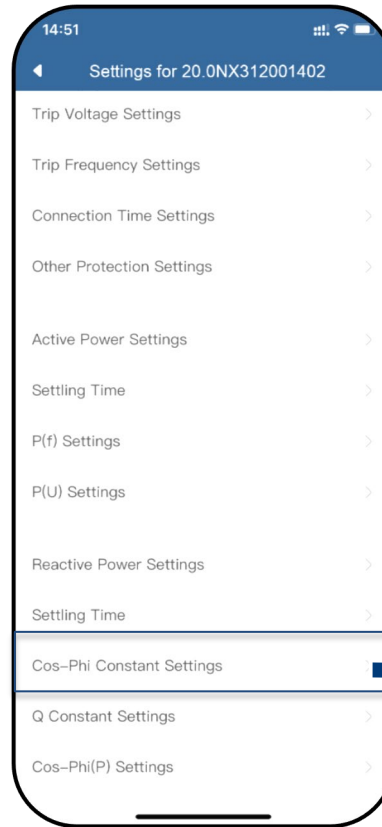 14:51
Settings for 20.0NX312001402
Trip Voltage Settings
Trip Frequency Settings
Connection Time Settings
Other Protection Settings
Active Power Settings
Settling Time
P(f) Settings
P(U) Settings
Reactive Power Settings
Settling Time
Cos-Phi Constant Settings
Q Constant Settings
Cos-Phi(P) Settings